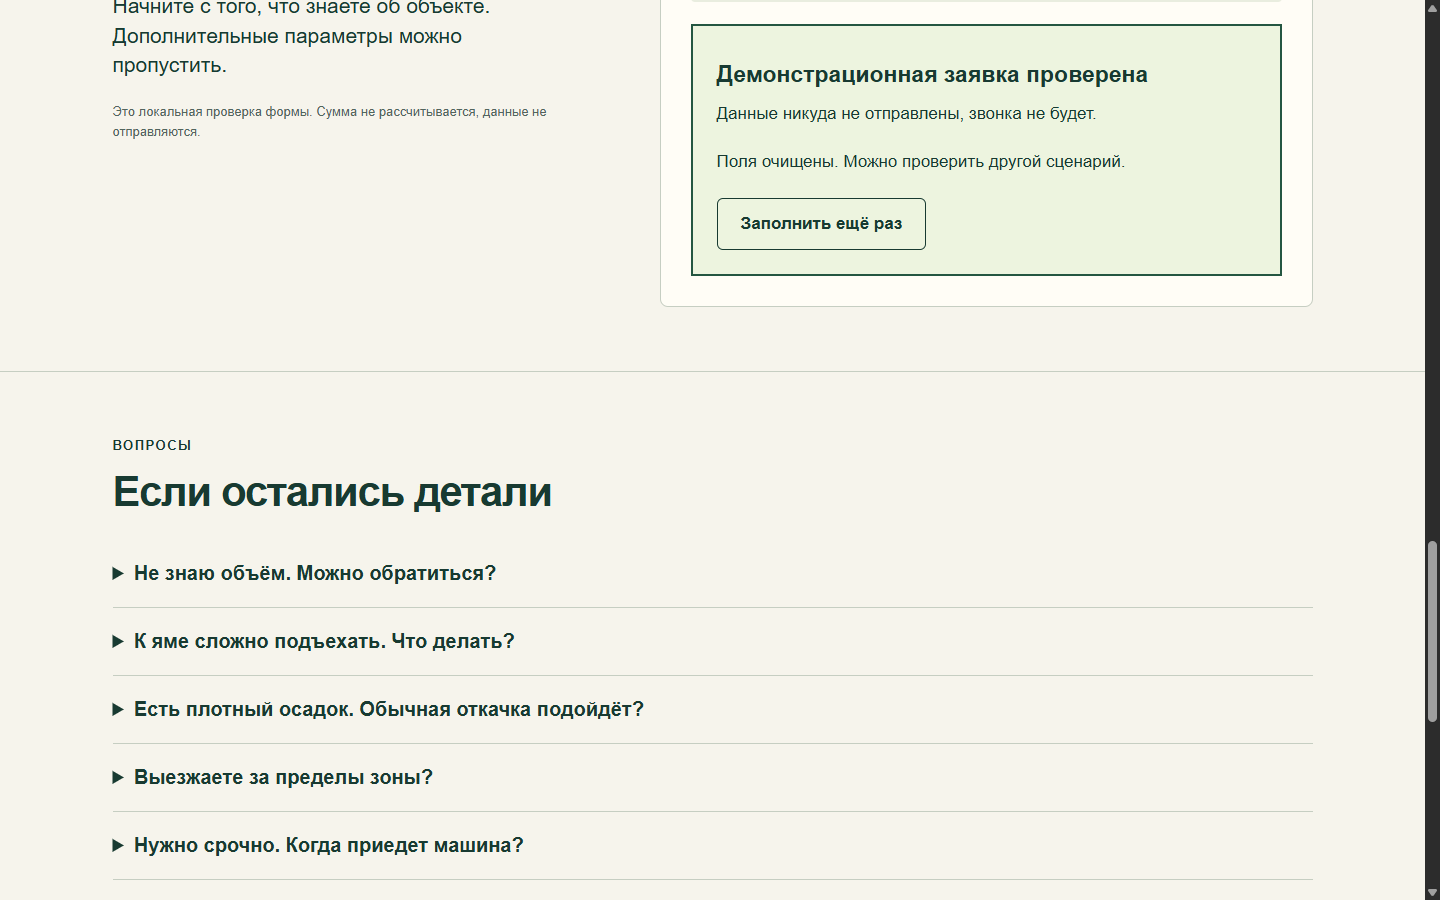 Начните с того, что знаете об объекте.
Дополнительные параметры можно
пропустить.
Это локальная проверка формы. Сумма не рассчитывается, данные не
отправляются.
Демонстрационная заявка проверена
Данные никуда не отправлены, звонка не будет.
Поля очищены. Можно проверить другой сценарий.
Заполнить ещё раз
ВОПРОСЫ
Если остались детали
Не знаю объём. Можно обратиться?
К яме сложно подъехать. Что делать?
Есть плотный осадок. Обычная откачка подойдёт?
Выезжаете за пределы зоны?
Нужно срочно. Когда приедет машина?